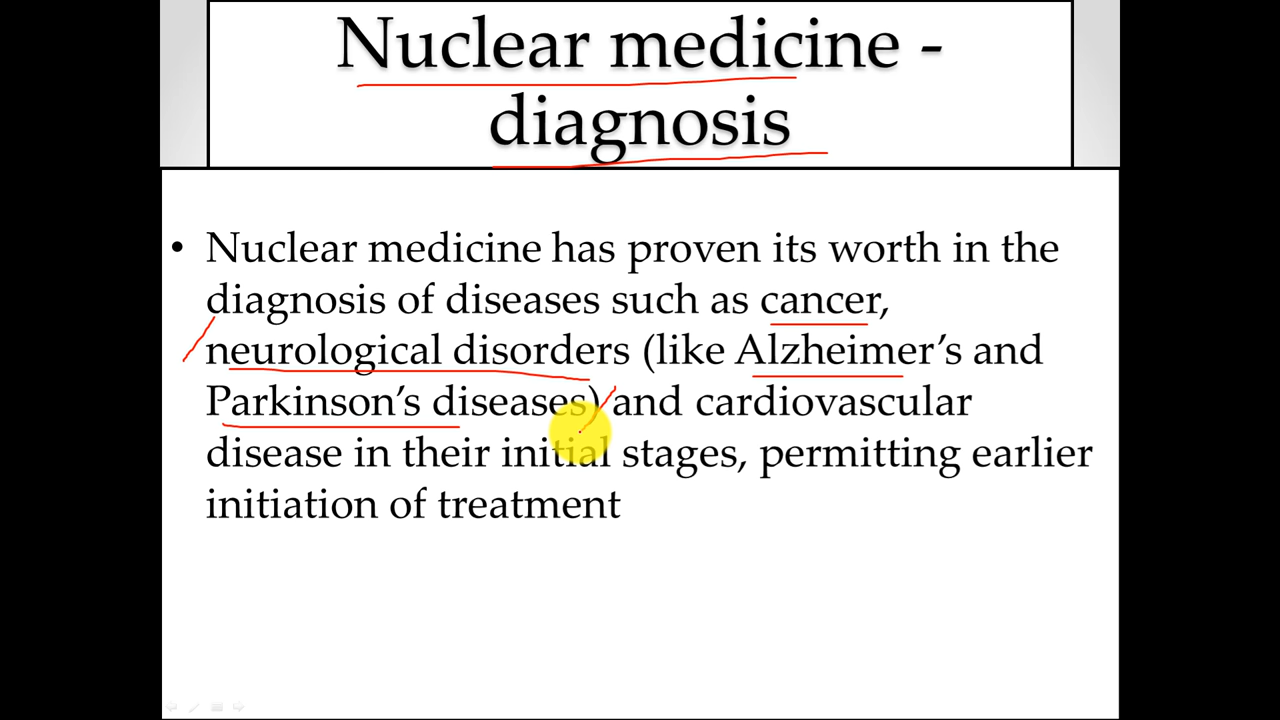 Nuclear medicine -
diagnosis
• Nuclear medicine has proven its worth in the
diagnosis of diseases such as cancer,
neurological disorders (like Alzheimer’s and
Parkinson’s diseases) and cardiovascular
disease in their initial stages, permitting earlier
initiation of treatment